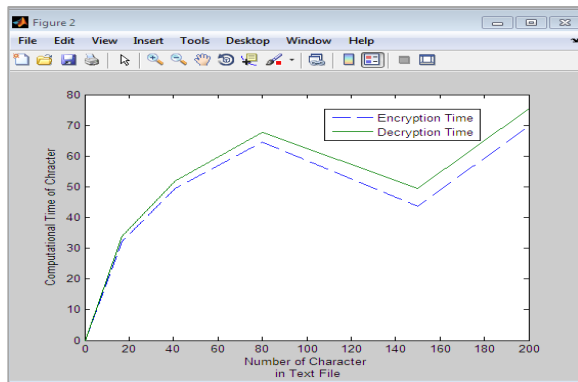 Figure 2
File Edit View Insert Tools Desktop Window Help
80
70
60
50
40
30
20
10
0
Computational Time of Chracter
Encryption Time
Decryption Time
0 20 40 60 80 100 120 140 160 180 200
Number of Character
in Text File